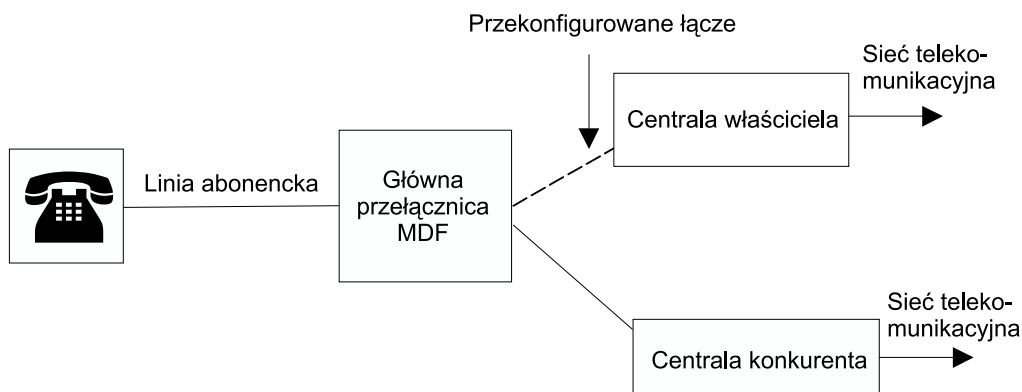 Przekonfigurowane łącze
Sieć teleko-
munikacyjna
Centrala właściciela
Linia abonencka
Główna
przełącznica
MDF
Sieć teleko-
munikacyjna
Centrala konkurenta